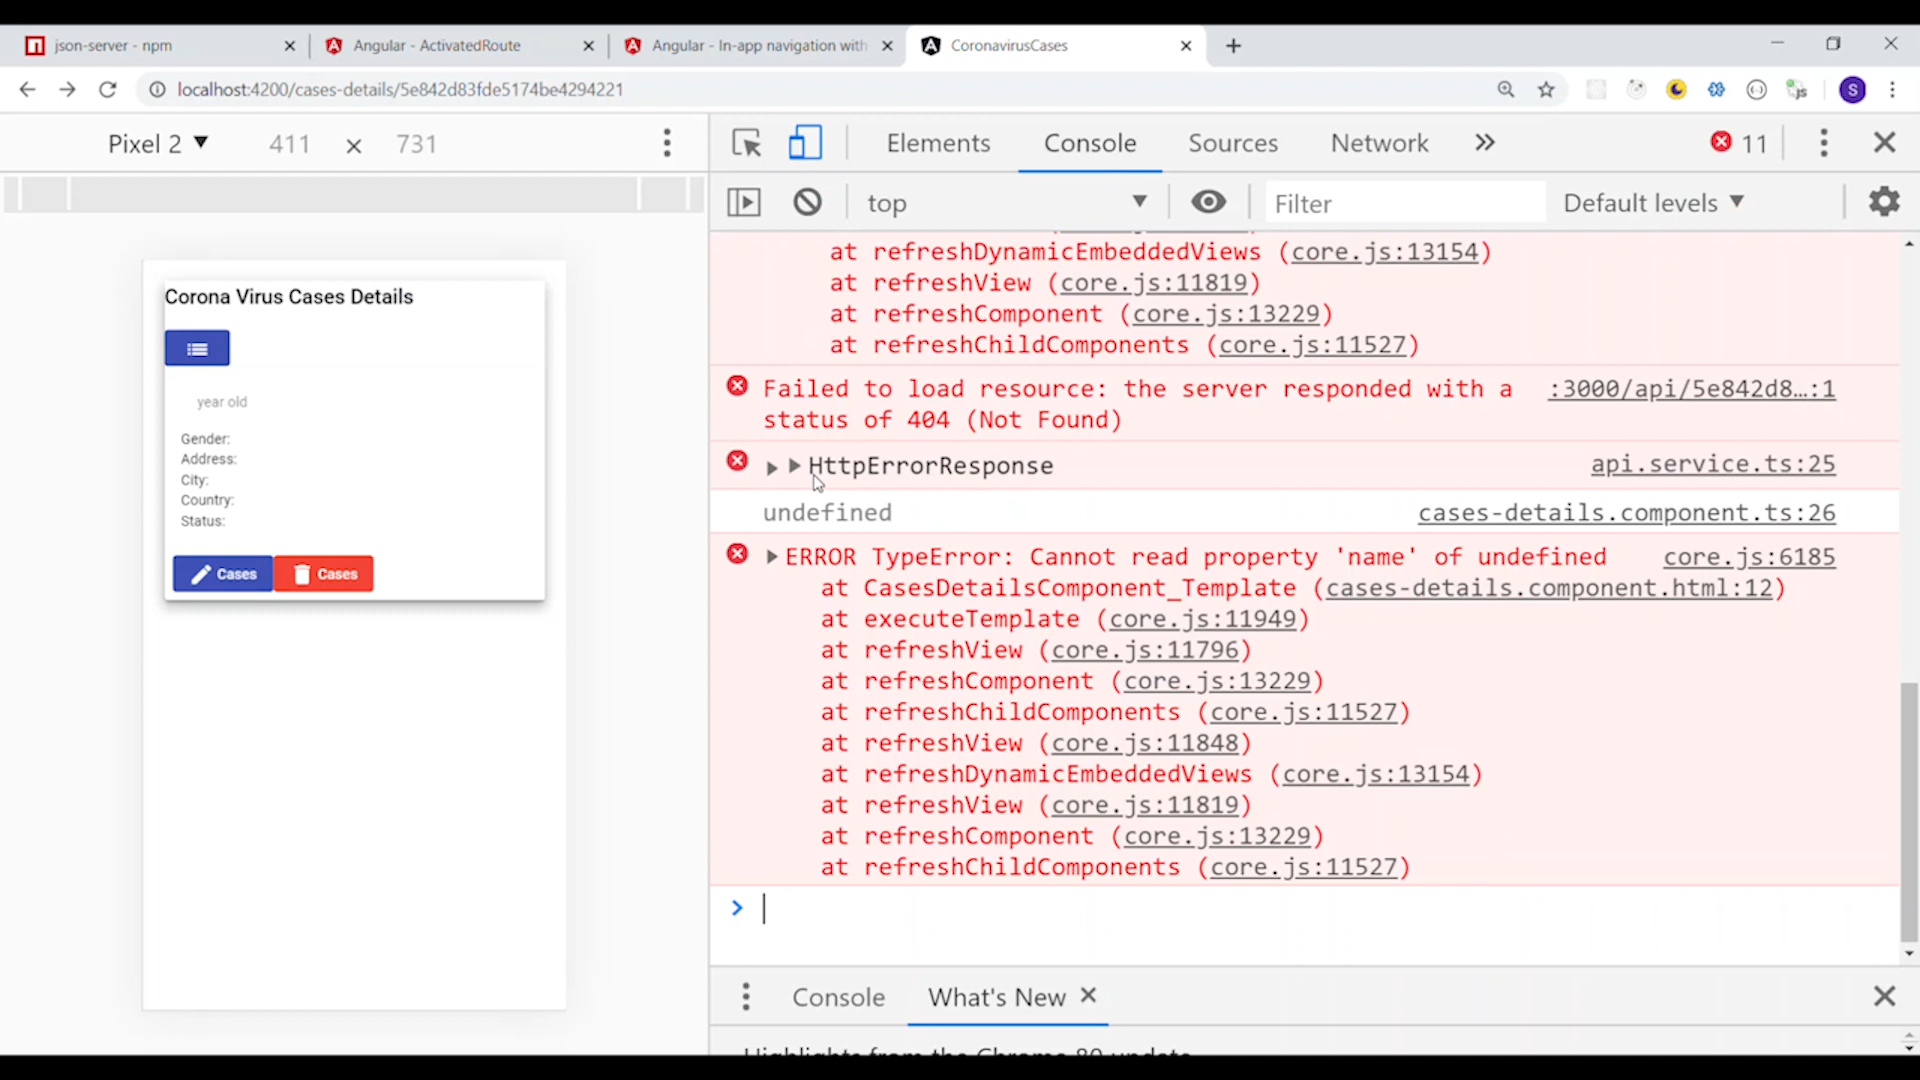 json-server - npm
Angular - ActivatedRoute
Angular - In-app navigation with
CoronavirusCases
localhost:4200/cases-details/5e842d83fde5174be4294221
S
Pixel 2 411 × 731
Elements Console Sources Network 11
top Filter Default levels
at refreshDynamicEmbeddedViews (core.js:13154)
at refreshView (core.js:11819)
at refreshComponent (core.js:13229)
at refreshChildComponents (core.js:11527)
Failed to load resource: the server responded with a :3000/api/5e842d8…:1
status of 404 (Not Found)
HttpErrorResponse api.service.ts:25
undefined cases-details.component.ts:26
ERROR TypeError: Cannot read property 'name' of undefined core.js:6185
at CasesDetailsComponent_Template (cases-details.component.html:12)
at executeTemplate (core.js:11949)
at refreshView (core.js:11796)
at refreshComponent (core.js:13229)
at refreshChildComponents (core.js:11527)
at refreshView (core.js:11848)
at refreshDynamicEmbeddedViews (core.js:13154)
at refreshView (core.js:11819)
at refreshComponent (core.js:13229)
at refreshChildComponents (core.js:11527)
Console What's New
Highlights from the Chrome 80 update
Corona Virus Cases Details
year old
Gender:
Address:
City:
Country:
Status:
Cases Cases